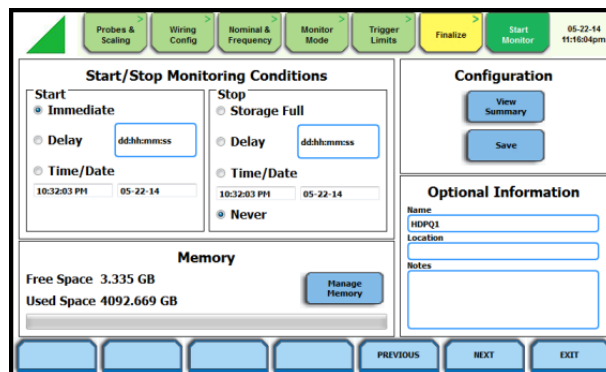 Probes & Scaling
Wiring Config
Nominal & Frequency
Monitor Mode
Trigger Limits
Finalize
Start Monitor
05-22-14
11:16:04pm
Start/Stop Monitoring Conditions
Start
Immediate
Delay
dd:hh:mm:ss
Time/Date
10:32:03 PM
05-22-14
Stop
Storage Full
Delay
dd:hh:mm:ss
Time/Date
10:32:03 PM
05-22-14
Never
Configuration
View Summary
Save
Memory
Free Space 3.335 GB
Used Space 4092.669 GB
Manage Memory
Optional Information
Name
HDPQ1
Location
Notes
PREVIOUS
NEXT
EXIT